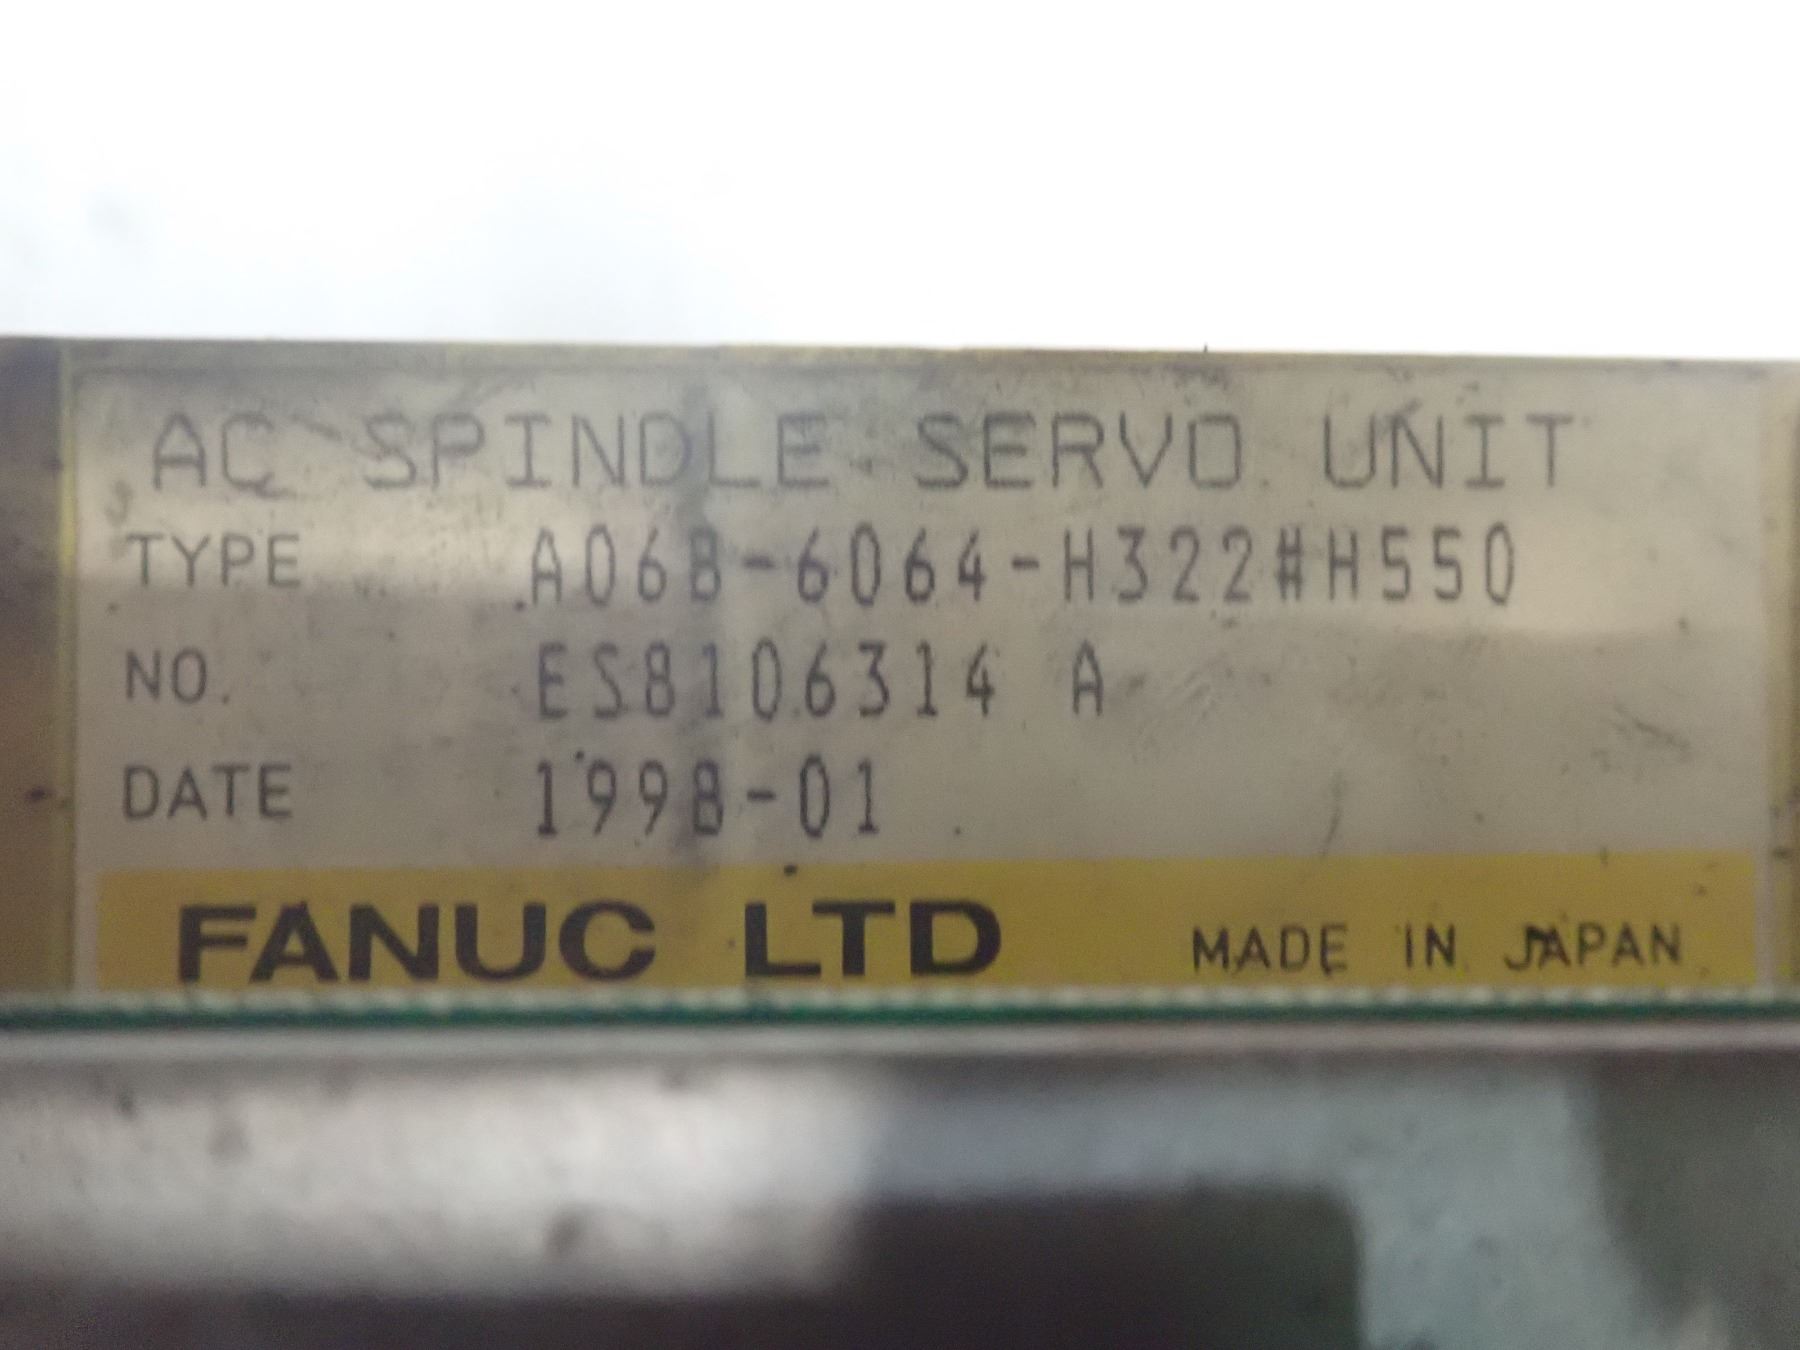 AC SPINDLE SERVO UNIT
TYPE A06B-6064-H322#H550
NO. ES8106314 A
DATE 1998-01
FANUC LTD MADE IN JAPAN